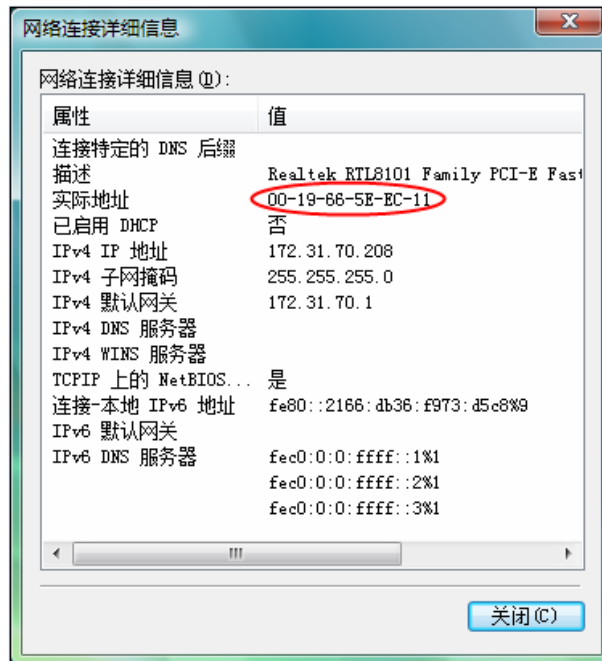 网络连接详细信息
网络连接详细信息(D):
属性 值
连接特定的 DNS 后缀
描述 Realtek RTL8101 Family PCI-E Fast
实际地址 00-19-66-5E-EC-11
已启用 DHCP 否
IPv4 IP 地址 172.31.70.208
IPv4 子网掩码 255.255.255.0
IPv4 默认网关 172.31.70.1
IPv4 DNS 服务器
IPv4 WINS 服务器
TCPIP 上的 NetBIOS... 是
连接-本地 IPv6 地址 fe80::2166:db36:f973:d5c8%9
IPv6 默认网关
IPv6 DNS 服务器 fec0:0:0:ffff::1%1
fec0:0:0:ffff::2%1
fec0:0:0:ffff::3%1
关闭(C)